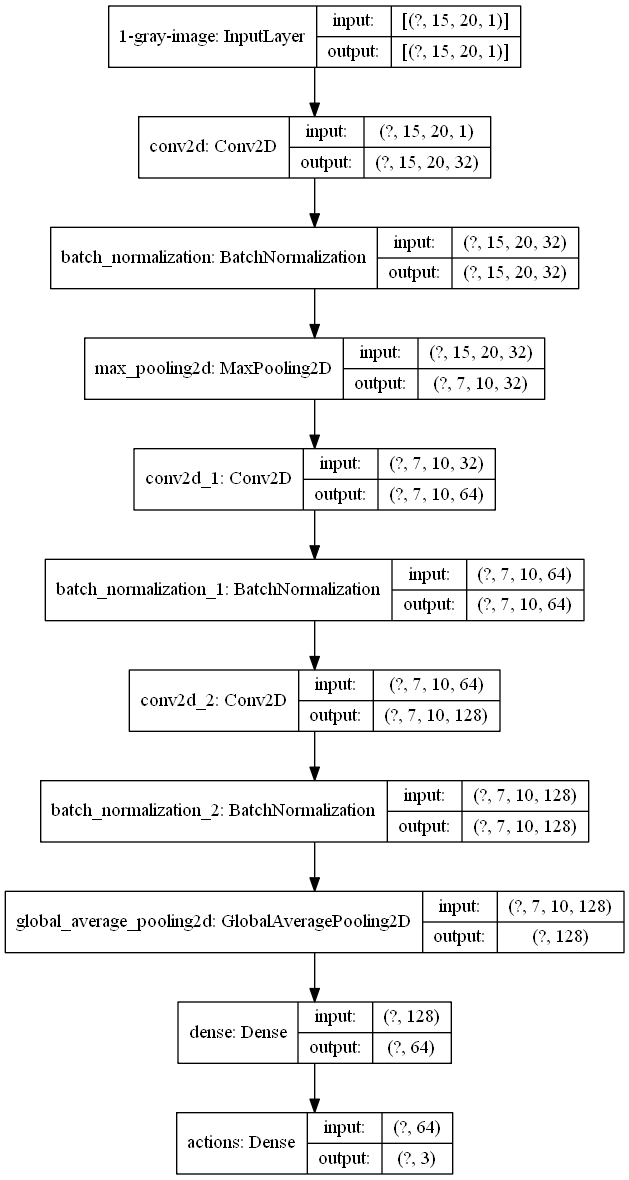 1-gray-image: InputLayer
input: [(?, 15, 20, 1)]
output: [(?, 15, 20, 1)]
conv2d: Conv2D
input: (?, 15, 20, 1)
output: (?, 15, 20, 32)
batch_normalization: BatchNormalization
input: (?, 15, 20, 32)
output: (?, 15, 20, 32)
max_pooling2d: MaxPooling2D
input: (?, 15, 20, 32)
output: (?, 7, 10, 32)
conv2d_1: Conv2D
input: (?, 7, 10, 32)
output: (?, 7, 10, 64)
batch_normalization_1: BatchNormalization
input: (?, 7, 10, 64)
output: (?, 7, 10, 64)
conv2d_2: Conv2D
input: (?, 7, 10, 64)
output: (?, 7, 10, 128)
batch_normalization_2: BatchNormalization
input: (?, 7, 10, 128)
output: (?, 7, 10, 128)
global_average_pooling2d: GlobalAveragePooling2D
input: (?, 7, 10, 128)
output: (?, 128)
dense: Dense
input: (?, 128)
output: (?, 64)
actions: Dense
input: (?, 64)
output: (?, 3)